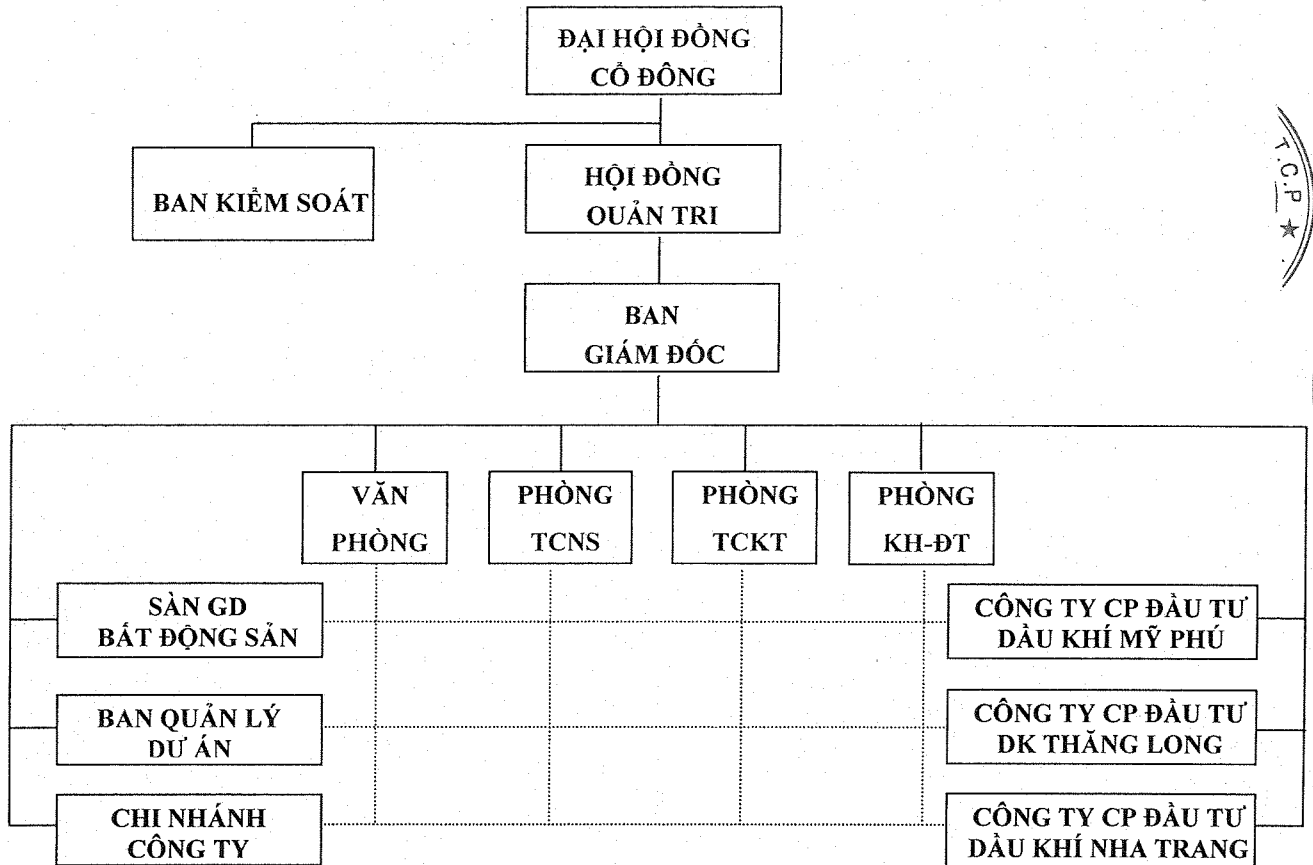 ĐẠI HỘI ĐỒNG
CỔ ĐÔNG
BAN KIỂM SOÁT
HỘI ĐỒNG
QUẢN TRỊ
BAN
GIÁM ĐỐC
VĂN
PHÒNG
PHÒNG
TCNS
PHÒNG
TCKT
PHÒNG
KH-ĐT
SÀN GD
BẤT ĐỘNG SẢN
CÔNG TY CP ĐẦU TƯ
DẦU KHÍ MỸ PHÚ
BAN QUẢN LÝ
DỰ ÁN
CÔNG TY CP ĐẦU TƯ
DK THĂNG LONG
CHI NHÁNH
CÔNG TY
CÔNG TY CP ĐẦU TƯ
DẦU KHÍ NHA TRANG
T.C.P ★